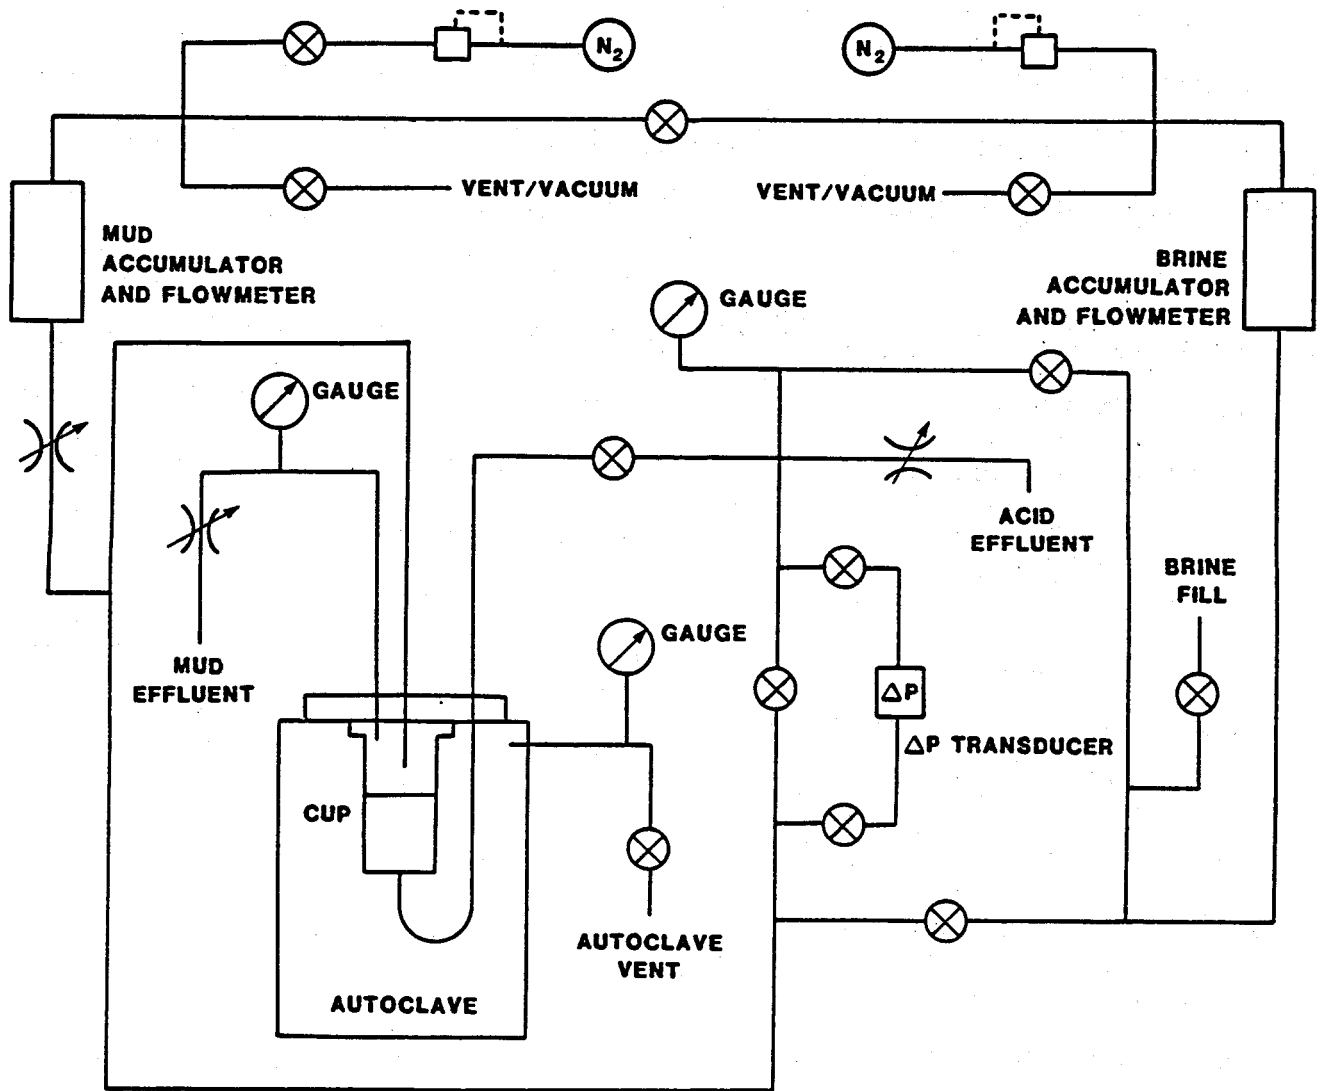 N2
N2
VENT/VACUUM
VENT/VACUUM
MUD
ACCUMULATOR
AND FLOWMETER
BRINE
ACCUMULATOR
AND FLOWMETER
GAUGE
GAUGE
ACID
EFFLUENT
BRINE
FILL
MUD
EFFLUENT
GAUGE
ΔP
ΔP TRANSDUCER
CUP
AUTOCLAVE
VENT
AUTOCLAVE